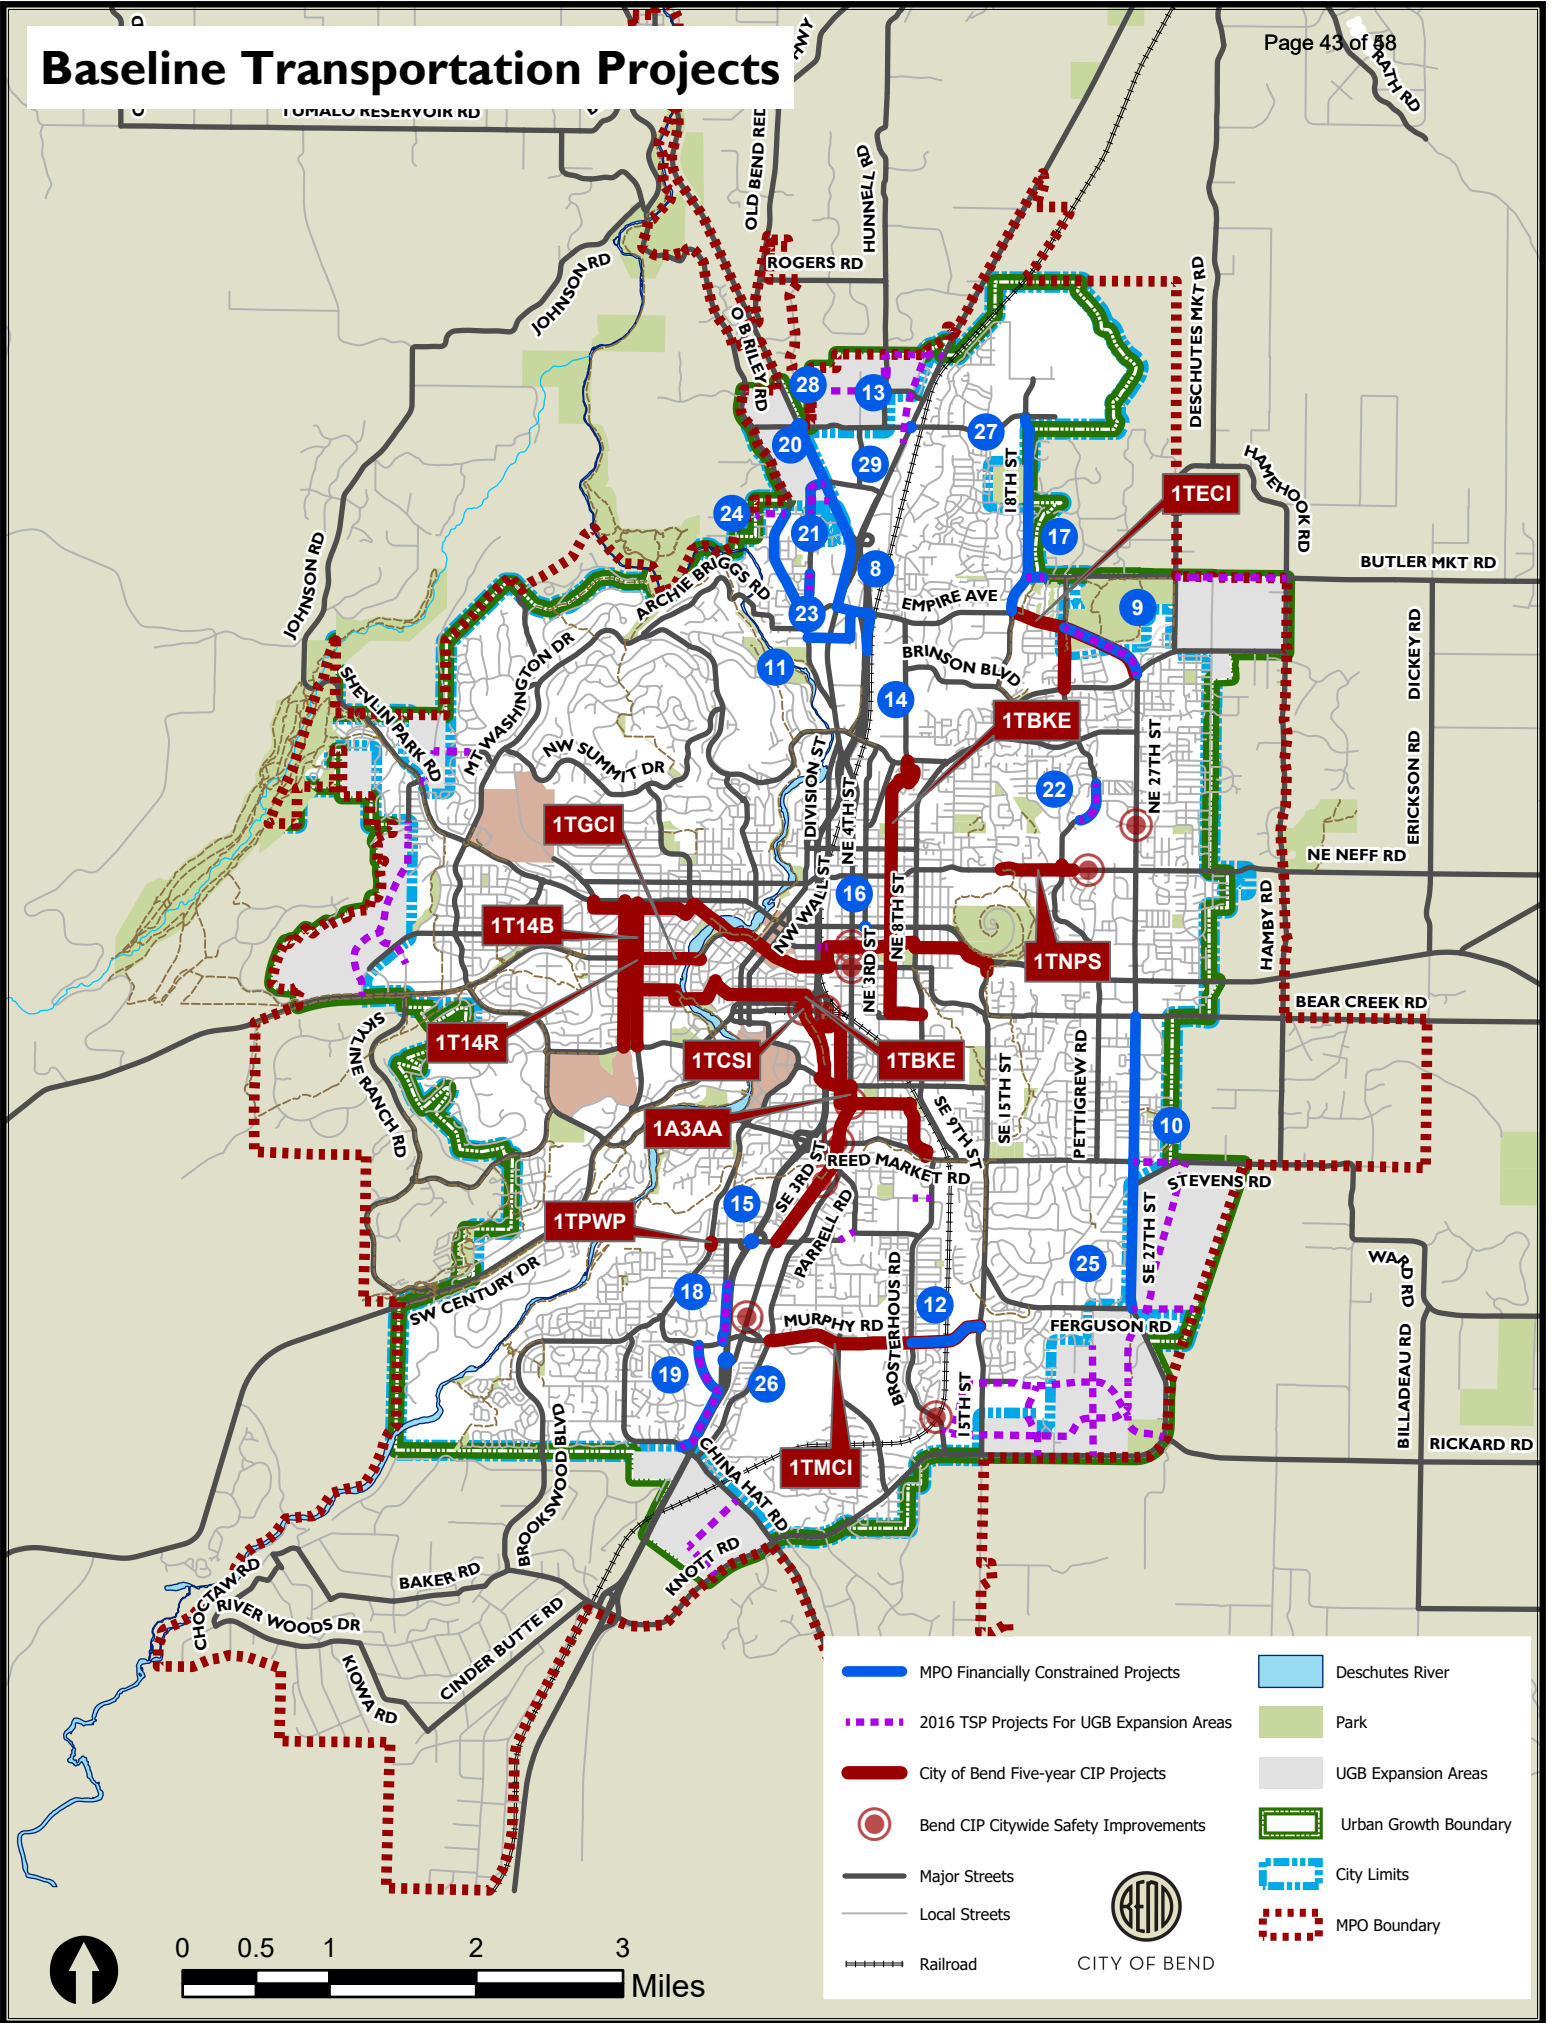 Page 43 of 58
Baseline Transportation Projects
TUMALO RESERVOIR RD
OLD BEND RED
HUNNELL RD
ROGERS RD
JOHNSON RD
DESCHUTES MKT RD
O B RILEY RD
28
13
20
27
29
18TH ST
HAMEHOOK RD
1TECI
24
21
17
8
BUTLER MKT RD
JOHNSON RD
ARCHIE BRIGGS RD
EMPIRE AVE
9
23
DICKEY RD
BRINSON BLVD
11
MT WASHINGTON DR
SHEVLIN PARK RD
14
1TBKE
NW SUMMIT DR
DIVISION ST
NE 4TH ST
NE 27TH ST
ERICKSON RD
22
1TGCI
NE NEFF RD
NW WALL ST
16
NE 8TH ST
HAMBY RD
1T14B
NE 3RD ST
1TNPS
BEAR CREEK RD
SKYLINE RANCH RD
1T14R
1TCSI
1TBKE
SE 15TH ST
PETTIGREW RD
1A3AA
SE 9TH ST
10
REED MARKET RD
STEVENS RD
SE 3RD ST
15
1TPWP
PARRELL RD
SE 27TH ST
WARD RD
25
SW CENTURY DR
18
BROSTERHOUS RD
12
MURPHY RD
FERGUSON RD
19
26
15TH ST
BILLADEAU RD
RICKARD RD
BROOKSWOOD BLVD
CHINA HAT RD
1TMCI
KNOTT RD
BAKER RD
CHOCTAW RD
RIVER WOODS DR
CINDER BUTTE RD
KIOWA RD
MPO Financially Constrained Projects
2016 TSP Projects For UGB Expansion Areas
City of Bend Five-year CIP Projects
Bend CIP Citywide Safety Improvements
Major Streets
Local Streets
Railroad
BEND
CITY OF BEND
Deschutes River
Park
UGB Expansion Areas
Urban Growth Boundary
City Limits
MPO Boundary
0 0.5 1 2 3
Miles